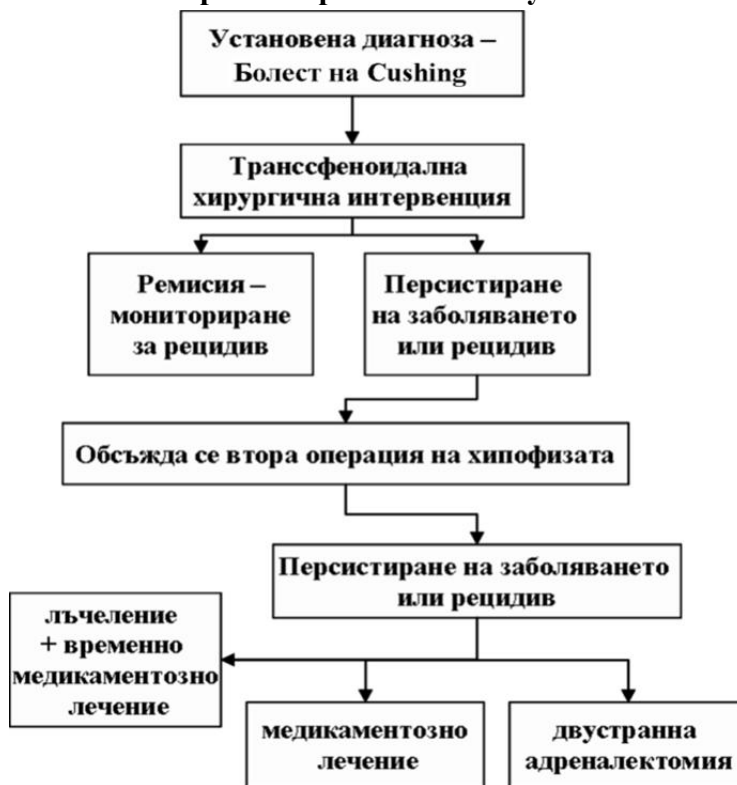 Установена диагноза –
Болест на Cushing
Транссфеноидална
хирургична интервенция
Ремисия –
мониториране
за рецидив
Персистиране
на заболяването
или рецидив
Обсъжда се втора операция на хипофизата
Персистиране на заболяването
или рецидив
лъчеление
+ временно
медикаментозно
лечение
медикаментозно
лечение
двустранна
адреналектомия